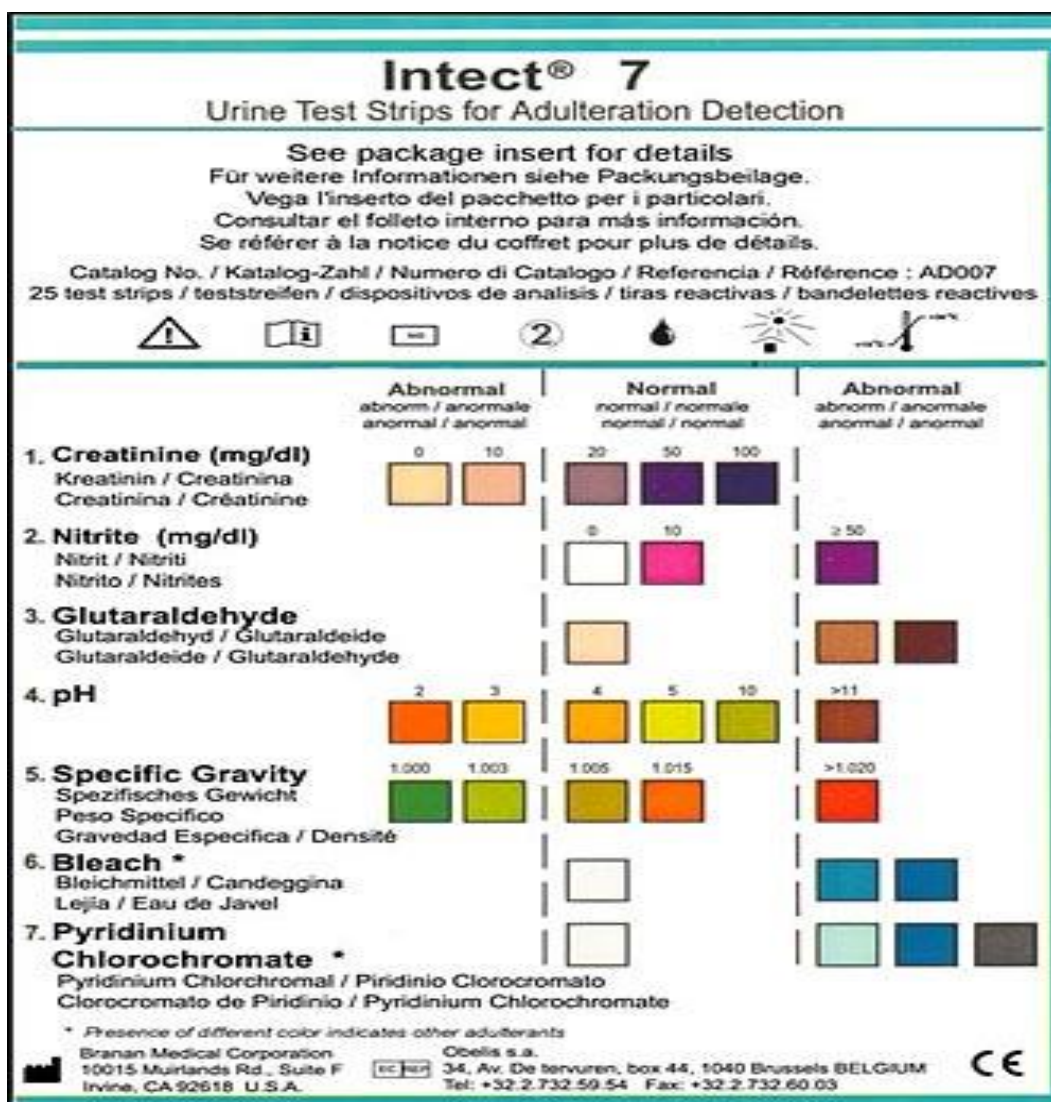 Intect® 7
Urine Test Strips for Adulteration Detection
See package insert for details
Für weitere Informationen siehe Packungsbeilage.
Vega l'inserto del pacchetto per i particolari.
Consultar el folleto interno para más información.
Se référer à la notice du coffret pour plus de détails.
Catalog No. / Katalog-Zahl / Numero di Catalogo / Referencia / Référence : AD007
25 test strips / teststreifen / dispositivos de analisis / tiras reactivas / bandelettes reactives
2
Abnormal Normal Abnormal
abnorm / anormale normal / normale abnorm / anormale
anormal / anormal normal / normal anormal / anormal
1. Creatinine (mg/dl) 0 10 20 50 100
Kreatinin / Creatinina
Creatinina / Créatinine
2. Nitrite (mg/dl) 0 10 ≥ 50
Nitrit / Nitriti
Nitrito / Nitrites
3. Glutaraldehyde
Glutaraldehyd / Glutaraldeide
Glutaraldeide / Glutaraldehyde
4. pH 2 3 4 5 10 >11
5. Specific Gravity 1.000 1.003 1.005 1.015 >1.020
Spezifisches Gewicht
Peso Specifico
Gravedad Especifica / Densité
6. Bleach *
Bleichmittel / Candeggina
Lejia / Eau de Javel
7. Pyridinium
Chlorochromate *
Pyridinium Chlorchromal / Piridinio Clorocromato
Clorocromato de Piridinio / Pyridinium Chlorochromate
* Presence of different color indicates other adulterants
Branan Medical Corporation
10015 Muirlands Rd., Suite F
Irvine, CA 92618 U.S.A.
EC REP
Obelis s.a.
34, Av. De tervuren, box 44, 1040 Brussels BELGIUM
Tel: +32.2.732.59.54 Fax: +32.2.732.60.03
CE